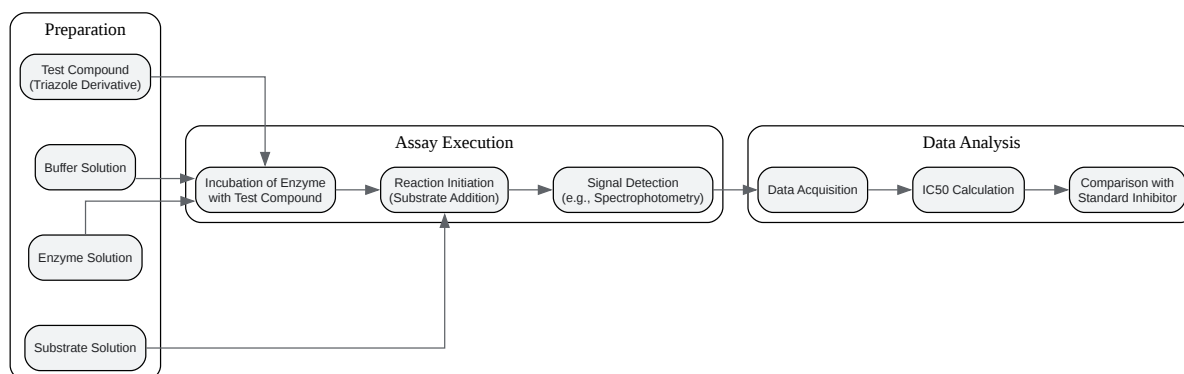 Preparation
Test Compound
(Triazole Derivative)
Buffer Solution
Enzyme Solution
Substrate Solution
Assay Execution
Incubation of Enzyme
with Test Compound
Reaction Initiation
(Substrate Addition)
Signal Detection
(e.g., Spectrophotometry)
Data Analysis
Data Acquisition
IC50 Calculation
Comparison with
Standard Inhibitor